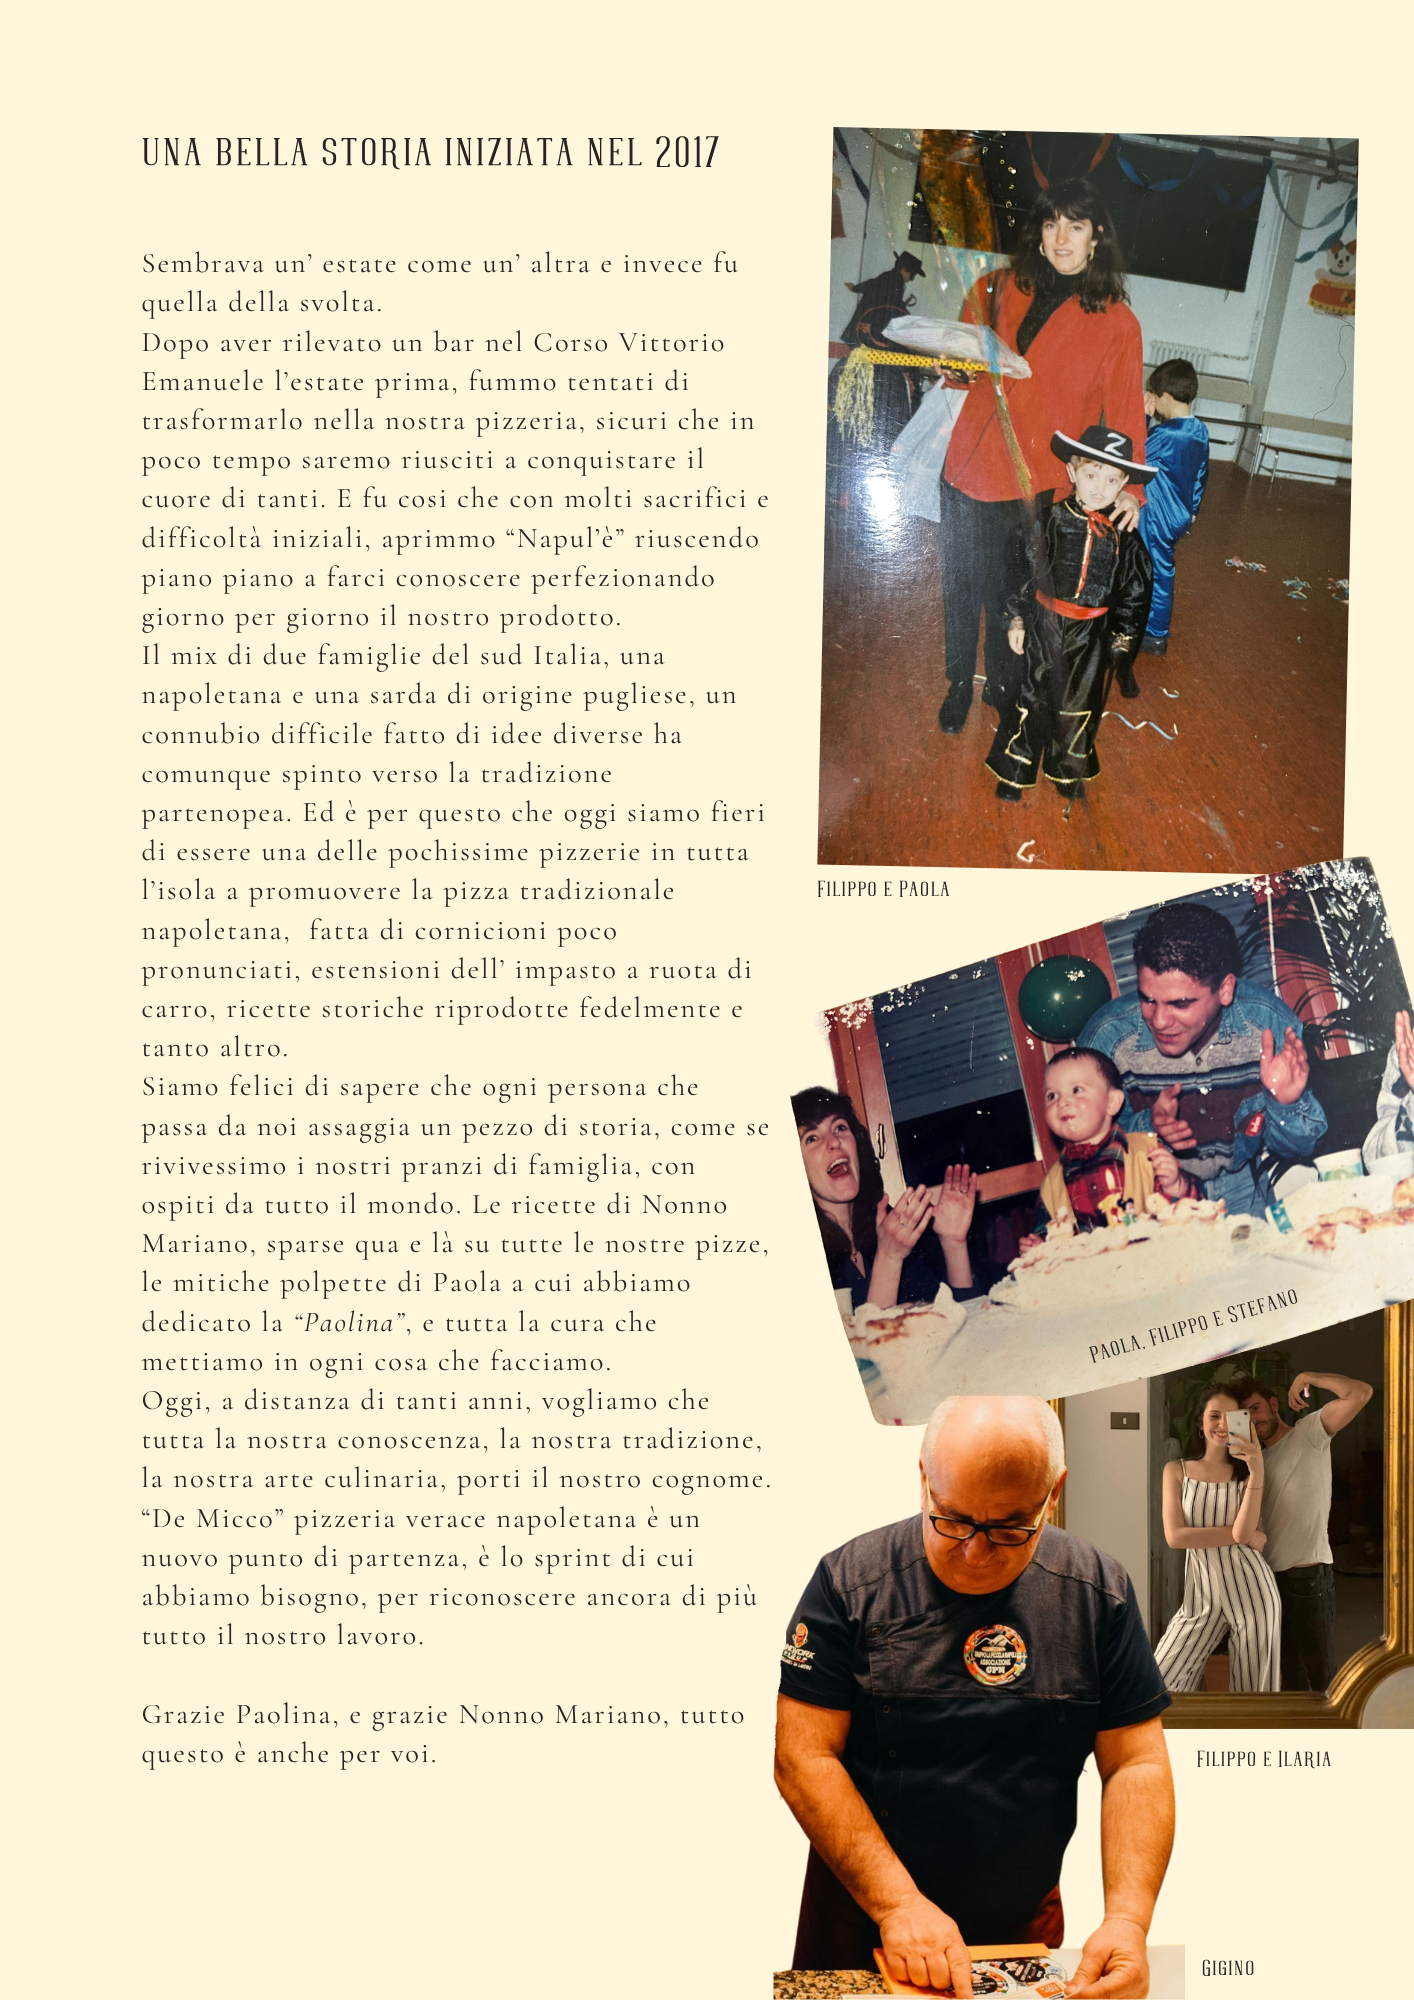 UNA BELLA STORIA INIZIATA NEL 2017
Sembrava un' estate come un' altra e invece fu
quella della svolta.
Dopo aver rilevato un bar nel Corso Vittorio
Emanuele l'estate prima, fummo tentati di
trasformarlo nella nostra pizzeria, sicuri che in
poco tempo saremo riusciti a conquistare il
cuore di tanti. E fu cosi che con molti sacrifici e
difficoltà iniziali, aprimmo “Napul'è” riuscendo
piano piano a farci conoscere perfezionando
giorno per giorno il nostro prodotto.
Il mix di due famiglie del sud Italia, una
napoletana e una sarda di origine pugliese, un
connubio difficile fatto di idee diverse ha
comunque spinto verso la tradizione
partenopea. Ed è per questo che oggi siamo fieri
di essere una delle pochissime pizzerie in tutta
l'isola a promuovere la pizza tradizionale
napoletana,  fatta di cornicioni poco
pronunciati, estensioni dell' impasto a ruota di
carro, ricette storiche riprodotte fedelmente e
tanto altro.
Siamo felici di sapere che ogni persona che
passa da noi assaggia un pezzo di storia, come se
rivivessimo i nostri pranzi di famiglia, con
ospiti da tutto il mondo. Le ricette di Nonno
Mariano, sparse qua e là su tutte le nostre pizze,
le mitiche polpette di Paola a cui abbiamo
dedicato la “Paolina”, e tutta la cura che
mettiamo in ogni cosa che facciamo.
Oggi, a distanza di tanti anni, vogliamo che
tutta la nostra conoscenza, la nostra tradizione,
la nostra arte culinaria, porti il nostro cognome.
“De Micco” pizzeria verace napoletana è un
nuovo punto di partenza, è lo sprint di cui
abbiamo bisogno, per riconoscere ancora di più
tutto il nostro lavoro.
Grazie Paolina, e grazie Nonno Mariano, tutto
questo è anche per voi.
Z
Z Z
FILIPPO E PAOLA
PAOLA, FILIPPO E STEFANO
FILIPPO E ILARIA
ASSOCIAZIONE
GPN
GIGINO